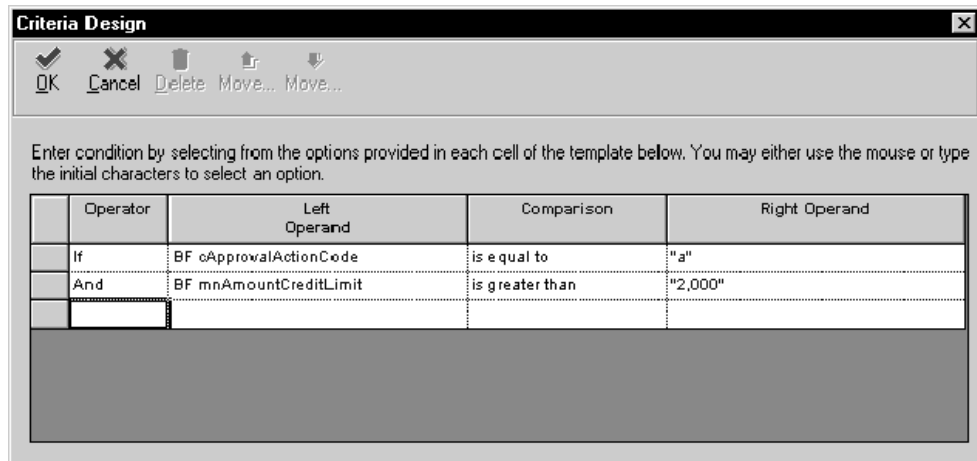 Criteria Design
OK Cancel Delete Move... Move...
Enter condition by selecting from the options provided in each cell of the template below. You may either use the mouse or type
the initial characters to select an option.
Operator Left Operand Comparison Right Operand
If BF cApprovalActionCode is equal to "a"
And BF mnAmountCreditLimit is greater than "2,000"